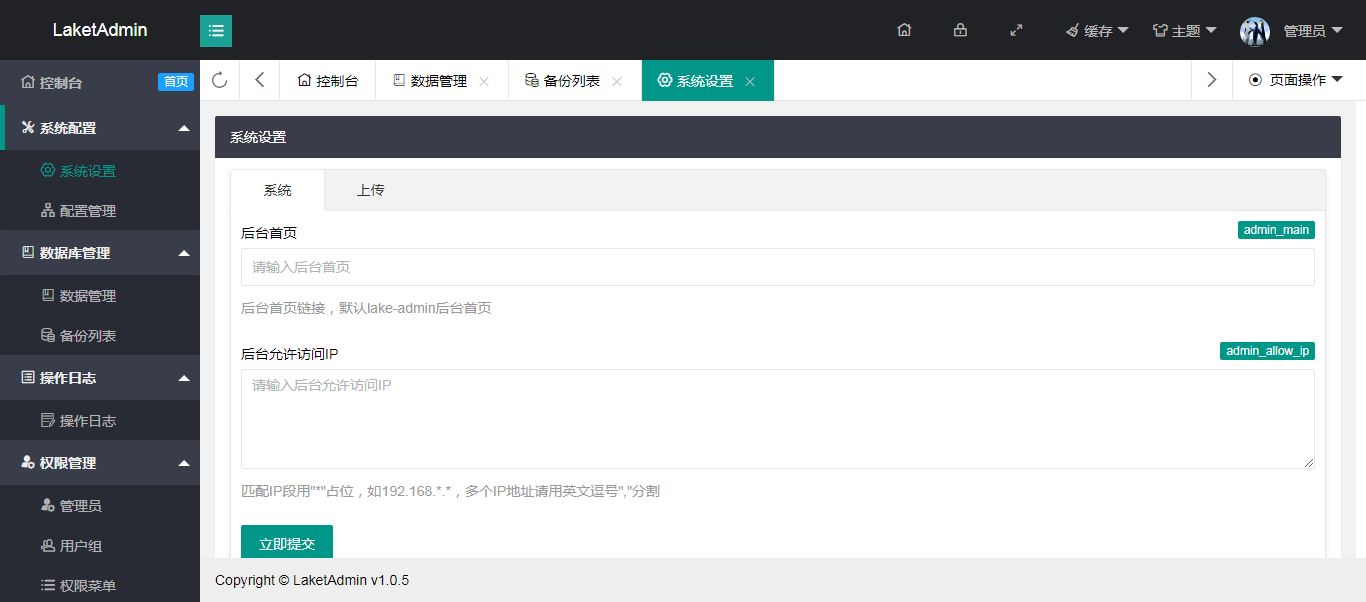 LaketAdmin
缓存
主题
管理员
控制台
首页
系统配置
系统设置
配置管理
数据库管理
数据管理
备份列表
操作日志
操作日志
权限管理
管理员
用户组
权限菜单
控制台
数据管理
备份列表
系统设置
页面操作
系统设置
系统
上传
后台首页
admin_main
请输入后台首页
后台首页链接，默认lake-admin后台首页
后台允许访问IP
admin_allow_ip
请输入后台允许访问IP
匹配IP段用"*"占位，如192.168.*.*，多个IP地址请用英文逗号","分割
立即提交
Copyright © LaketAdmin v1.0.5